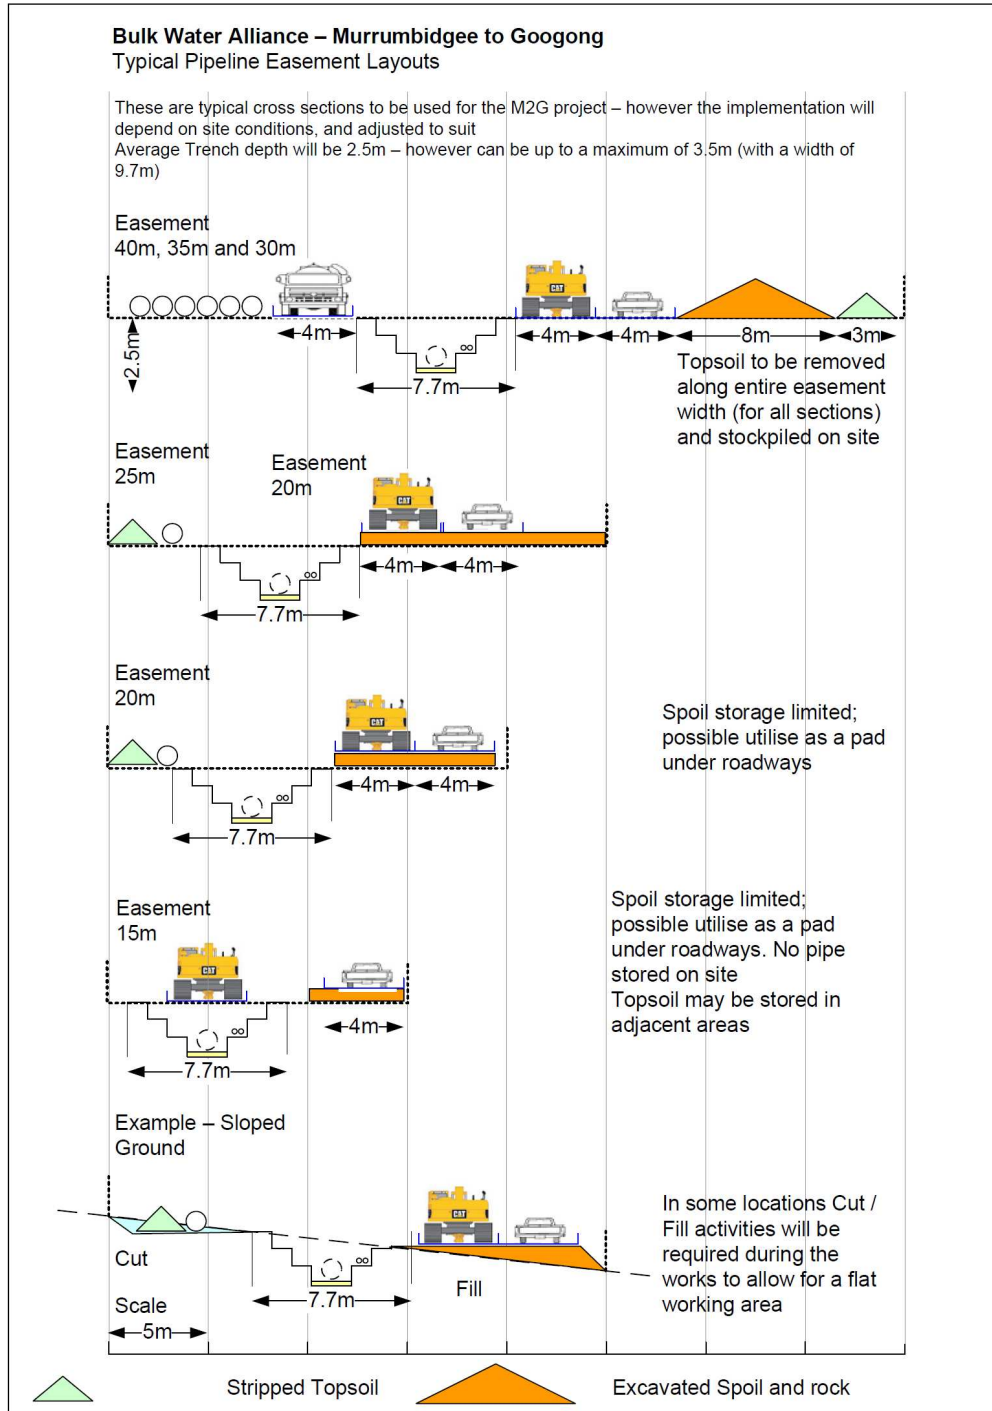 Bulk Water Alliance – Murrumbidgee to Googong
Typical Pipeline Easement Layouts
These are typical cross sections to be used for the M2G project – however the implementation will
depend on site conditions, and adjusted to suit
Average Trench depth will be 2.5m – however can be up to a maximum of 3.5m (with a width of
9.7m)
Easement
40m, 35m and 30m
CAT
2.5m
4m
4m
4m
8m
3m
7.7m
Topsoil to be removed
along entire easement
width (for all sections)
and stockpiled on site
Easement
25m
Easement
20m
CAT
4m
4m
7.7m
Easement
20m
CAT
4m
4m
7.7m
Spoil storage limited;
possible utilise as a pad
under roadways
Easement
15m
CAT
4m
7.7m
Spoil storage limited;
possible utilise as a pad
under roadways. No pipe
stored on site
Topsoil may be stored in
adjacent areas
Example – Sloped
Ground
CAT
Cut
7.7m
Fill
In some locations Cut /
Fill activities will be
required during the
works to allow for a flat
working area
Scale
5m
Stripped Topsoil
Excavated Spoil and rock